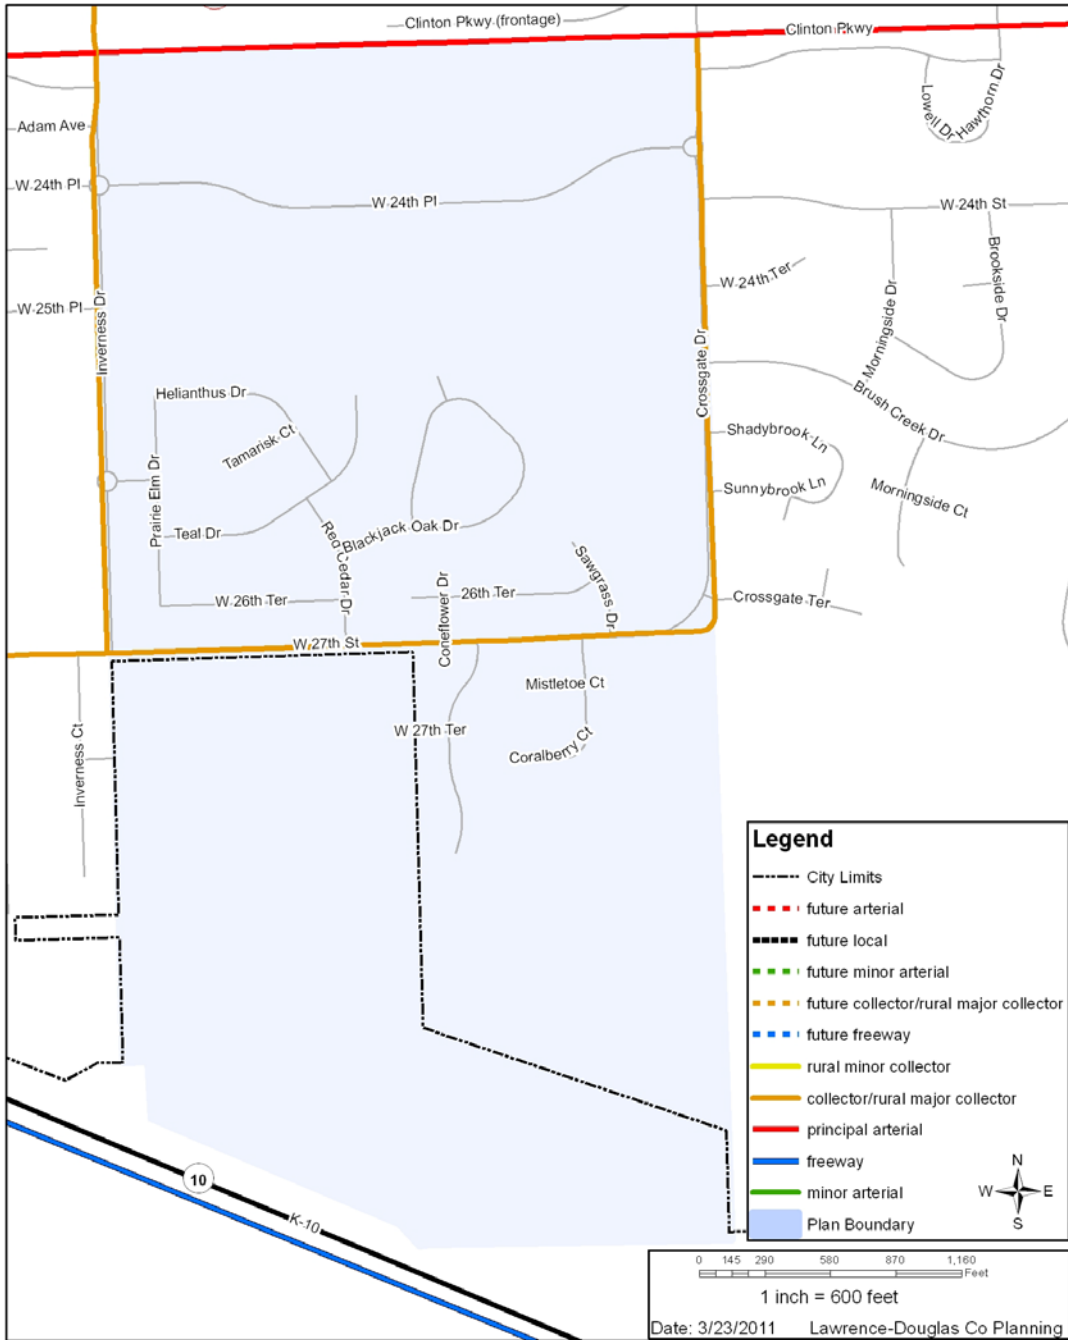 Clinton Pkwy (frontage)
Clinton Pkwy
Lowell Dr
Hawthorn Dr
Adam Ave
W 24th Pl
W 24th Pl
W 24th St
Brookside Dr
W 24th Ter
Morningside Dr
W 25th Pl
Inverness Dr
Crossgate Dr
Helianthus Dr
Brush Creek Dr
Tamarisk Ct
Shadybrook Ln
Sunnybrook Ln
Morningside Ct
Prairie Elm Dr
Teal Dr
Red Cedar Dr
Blackjack Oak Dr
Sawgrass Dr
W 26th Ter
Coneflower Dr
26th Ter
Crossgate Ter
W 27th St
Mistletoe Ct
W 27th Ter
Coralberry Ct
Inverness Ct
10
K-10
Legend
City Limits
future arterial
future local
future minor arterial
future collector/rural major collector
future freeway
rural minor collector
collector/rural major collector
principal arterial
freeway
minor arterial
Plan Boundary
N
W E
S
0 145 290 580 870 1,160
Feet
1 inch = 600 feet
Date: 3/23/2011 Lawrence-Douglas Co Planning